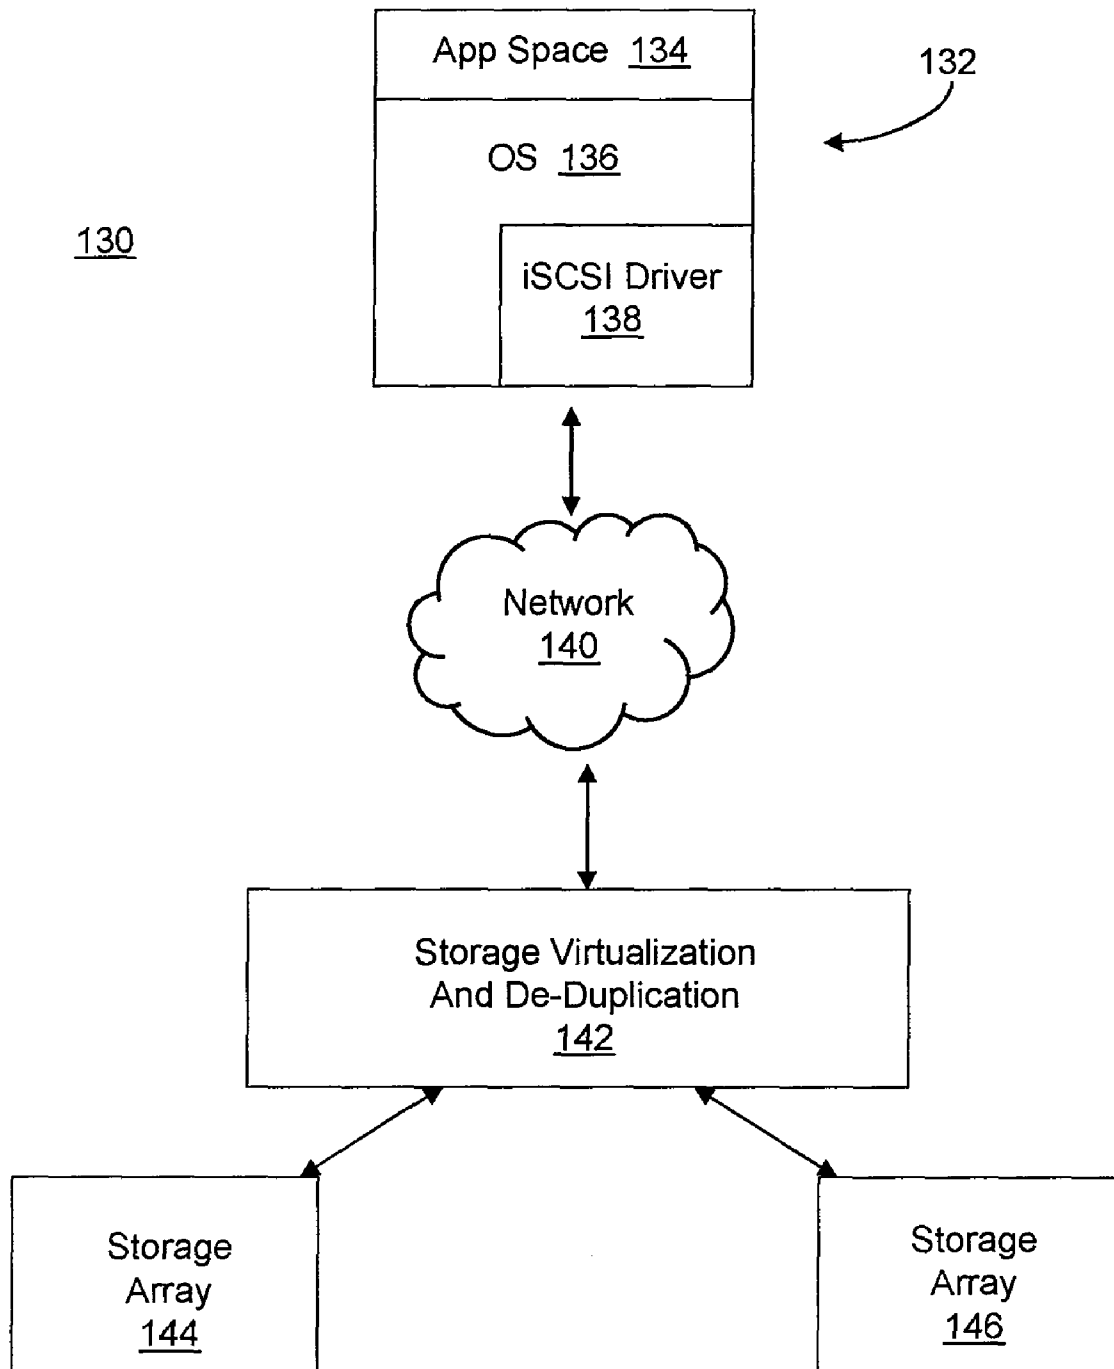 App Space 134
132
OS 136
130
iSCSI Driver
138
Network
140
Storage Virtualization
And De-Duplication
142
Storage
Array
144
Storage
Array
146